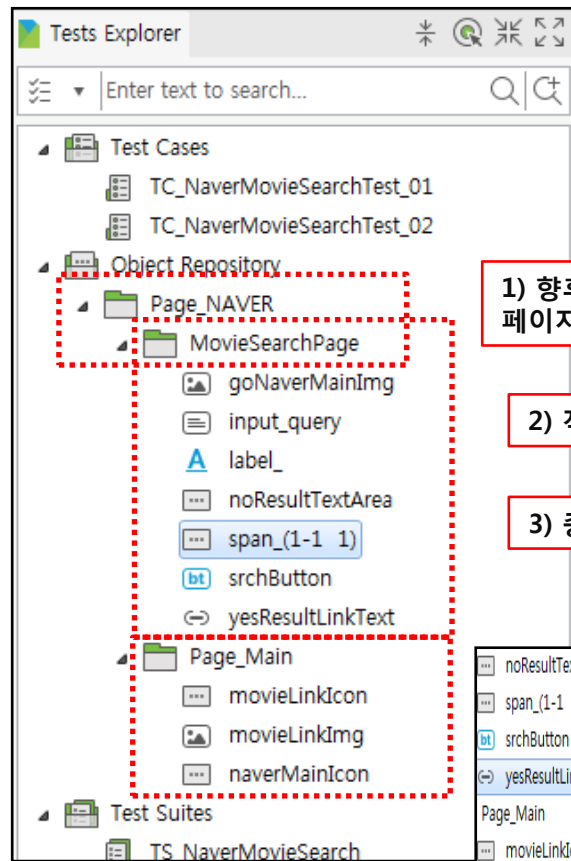 Tests Explorer
Enter text to search...
Test Cases
TC_NaverMovieSearchTest_01
TC_NaverMovieSearchTest_02
Object Repository
Page_NAVER
MovieSearchPage
goNaverMainImg
input_query
A label_
noResultTextArea
span_(1-1 1)
bt srchButton
yesResultLinkText
Page_Main
movieLinkIcon
movieLinkImg
naverMainIcon
Test Suites
TS_NaverMovieSearch
1)
페이지
2)
3)
noResultTe
span_(1-1
bt srchButton
yesResultLi
Page_Main
movieLinkI